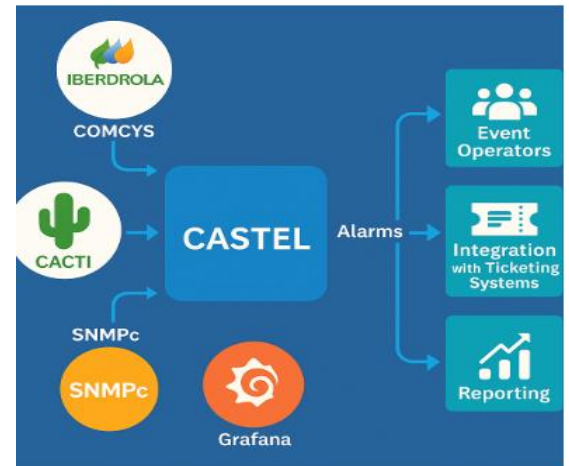 IBERDROLA
COMCYS
CACTI
SNMPc
SNMPc
CASTEL
Grafana
Alarms
Event
Operators
Integration
with Ticketing
Systems
Reporting